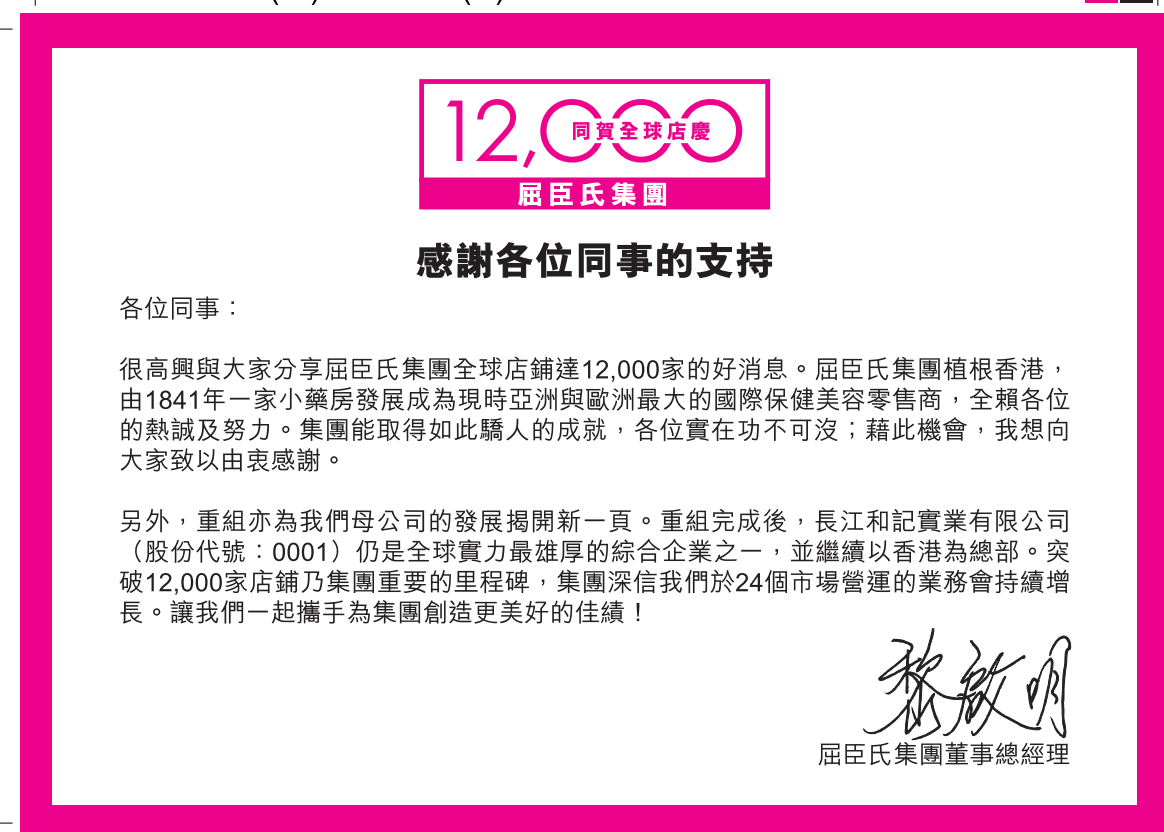 12,000
同賀全球店慶
屈臣氏集團
感謝各位同事的支持
各位同事：
很高興與大家分享屈臣氏集團全球店鋪達12,000家的好消息。屈臣氏集團植根香港，
由1841年一家小藥房發展成為現時亞洲與歐洲最大的國際保健美容零售商，全賴各位
的熱誠及努力。集團能取得如此驕人的成就，各位實在功不可沒；藉此機會，我想向
大家致以由衷感謝。
另外，重組亦為我們母公司的發展揭開新一頁。重組完成後，長江和記實業有限公司
（股份代號：0001）仍是全球實力最雄厚的綜合企業之一，並繼續以香港為總部。突
破12,000家店鋪乃集團重要的里程碑，集團深信我們於24個市場營運的業務會持續增
長。讓我們一起攜手為集團創造更美好的佳績！
黎啟明
屈臣氏集團董事總經理